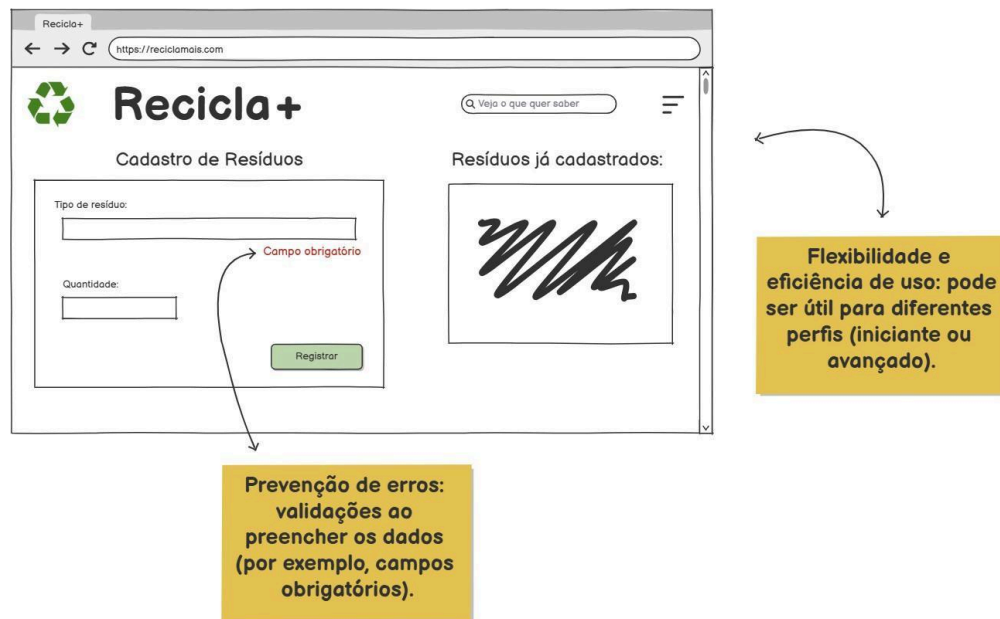 Recicla+
https://reciclamais.com
Recicla+
Veja o que quer saber
Cadastro de Resíduos
Resíduos já cadastrados:
Tipo de resíduo:
Campo obrigatório
Quantidade:
Registrar
Flexibilidade e
eficiência de uso: pode
ser útil para diferentes
perfis (iniciante ou
avançado).
Prevenção de erros:
validações ao
preencher os dados
(por exemplo, campos
obrigatórios).